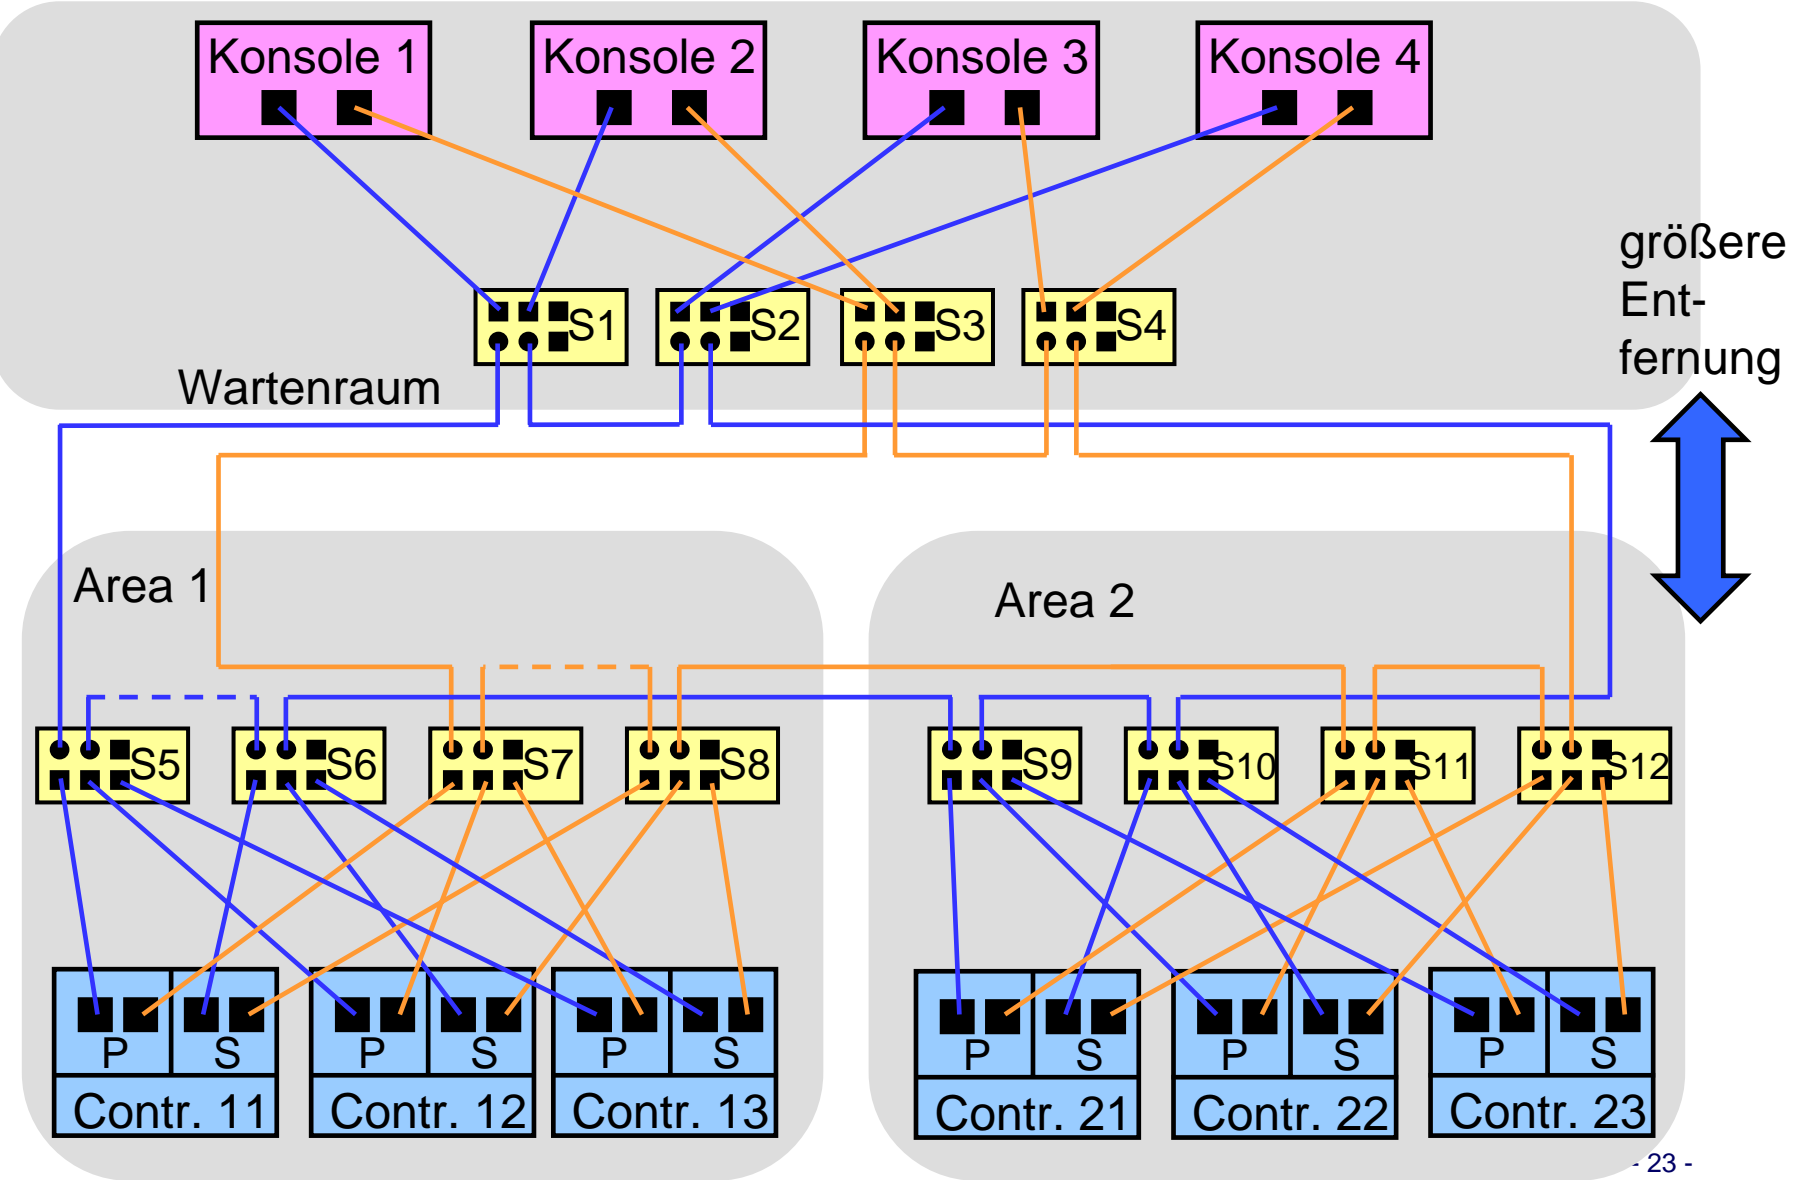 Konsole 1
Konsole 2
Konsole 3
Konsole 4
größere
Ent-
fernung
S1
S2
S3
S4
Wartenraum
Area 1
Area 2
S5
S6
S7
S8
S9
S10
S11
S12
P
S
P
S
P
S
P
S
P
S
P
S
Contr. 11
Contr. 12
Contr. 13
Contr. 21
Contr. 22
Contr. 23
- 23 -